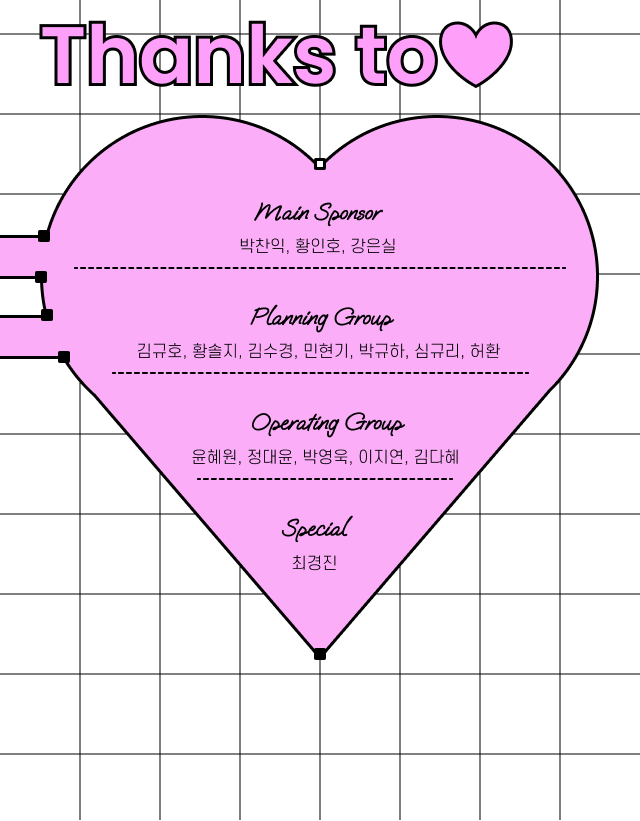 Thanks to
Main Sponsor
박찬익, 황인호, 강은실
Planning Group
김규호, 황솔지, 김수경, 민현기, 박규하, 심규리, 허환
Operating Group
윤혜원, 정대윤, 박영욱, 이지연, 김다혜
Special
최경진